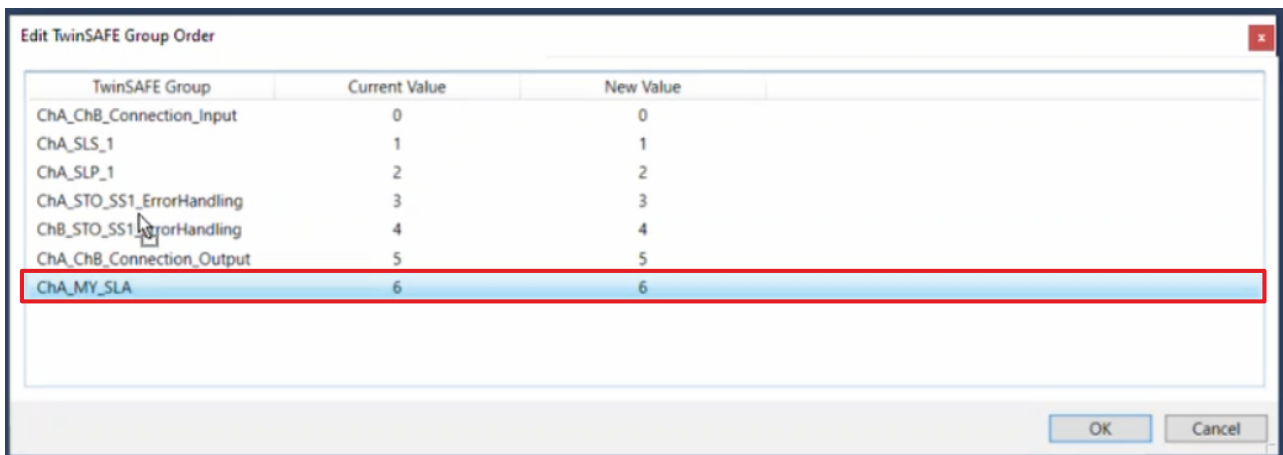 Edit TwinSAFE Group Order
x
TwinSAFE Group Current Value New Value
ChA_ChB_Connection_Input 0 0
ChA_SLS_1 1 1
ChA_SLP_1 2 2
ChA_STO_SS1_ErrorHandling 3 3
ChB_STO_SS1_ErrorHandling 4 4
ChA_ChB_Connection_Output 5 5
ChA_MY_SLA 6 6
OK Cancel